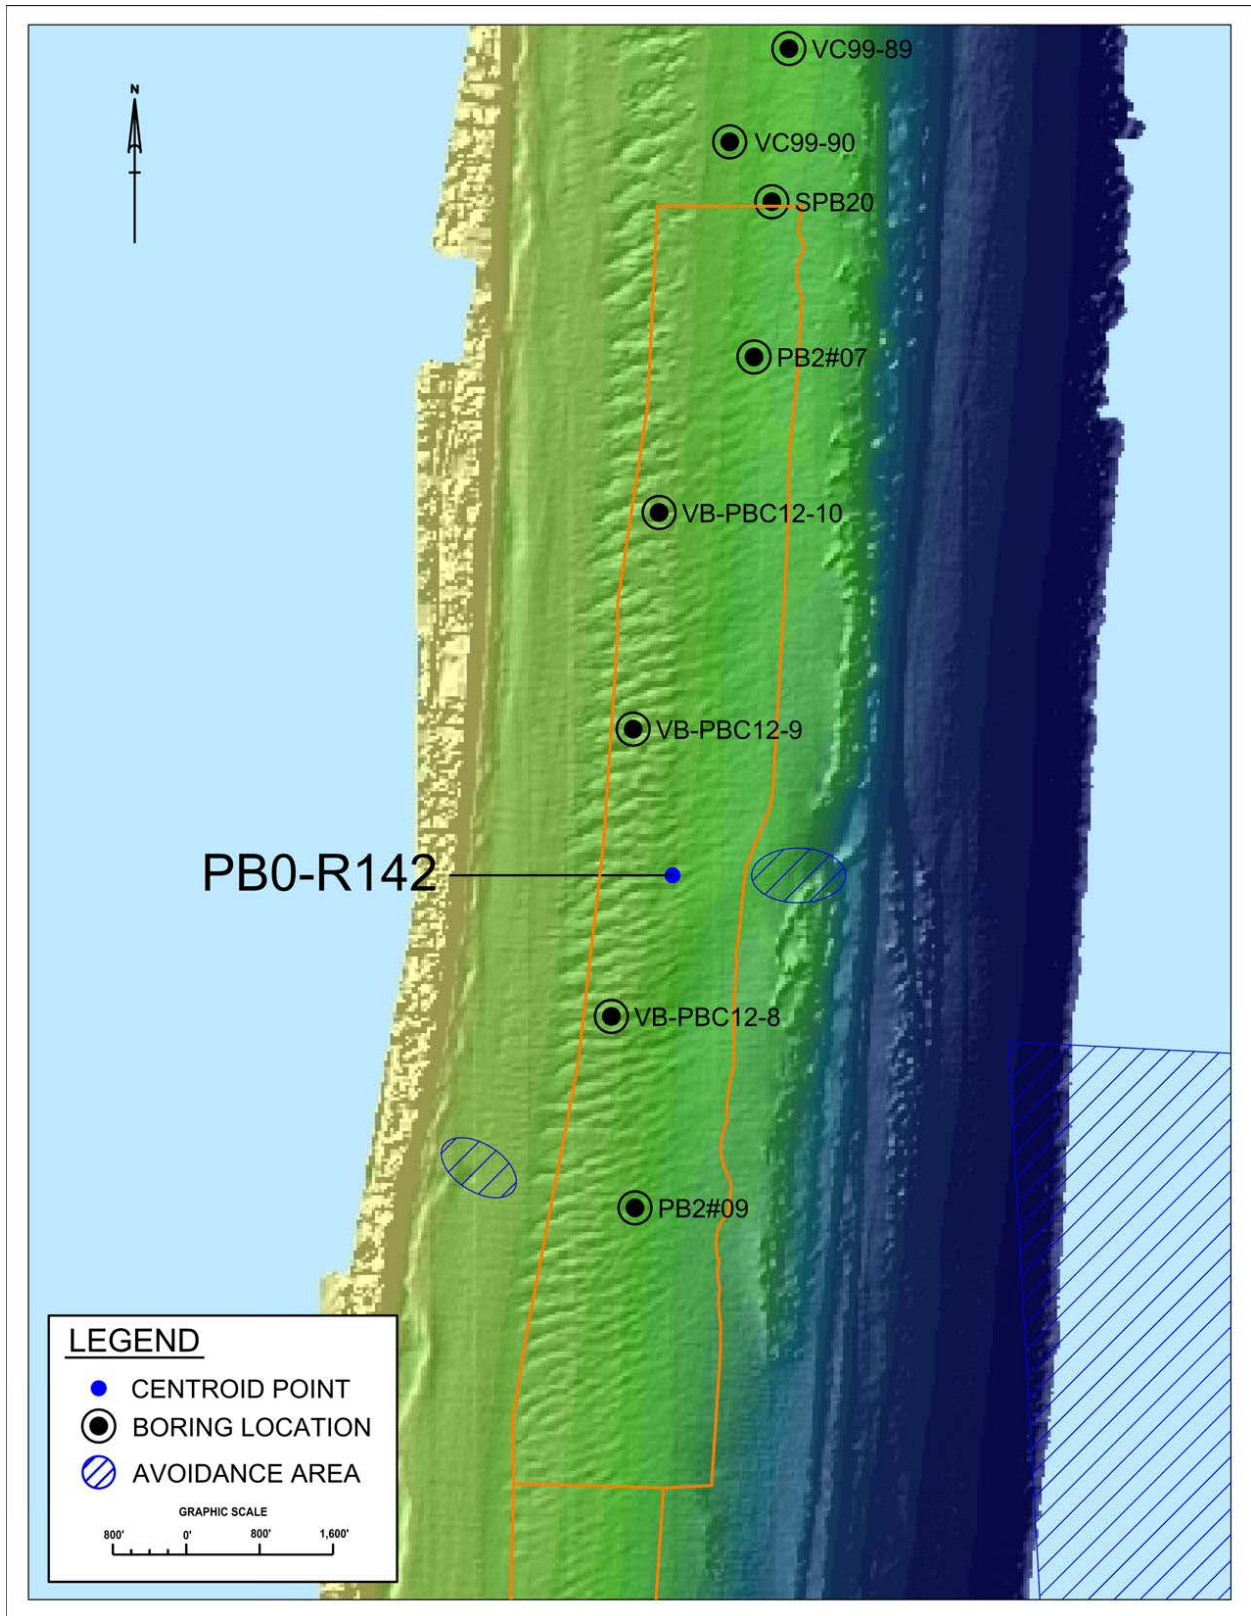 VC99-89
N
VC99-90
SPB20
PB2#07
VB-PBC12-10
VB-PBC12-9
PB0-R142
VB-PBC12-8
PB2#09
LEGEND
CENTROID POINT
BORING LOCATION
AVOIDANCE AREA
GRAPHIC SCALE
800' 0' 800' 1,600'